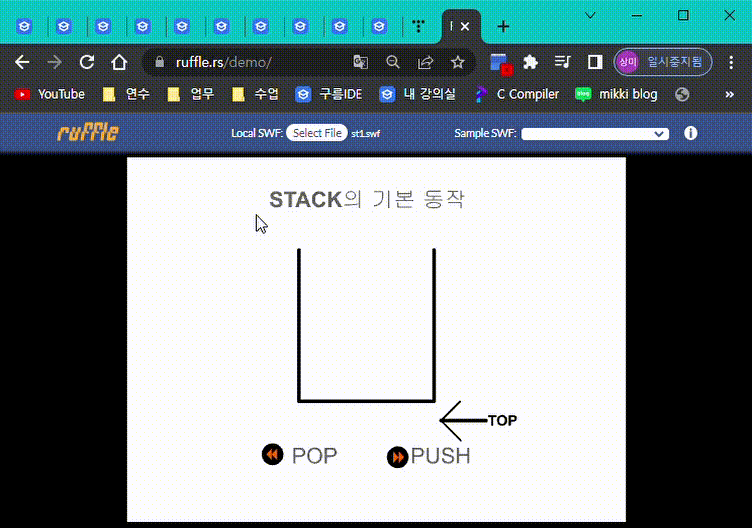 ruffle.rs/demo/
상미 일시중지됨
YouTube 연수 업무 수업 구름IDE 내 강의실 C Compiler mikki blog »
ruffle Local SWF: Select File st1.swf Sample SWF:
STACK의 기본 동작
TOP
POP PUSH